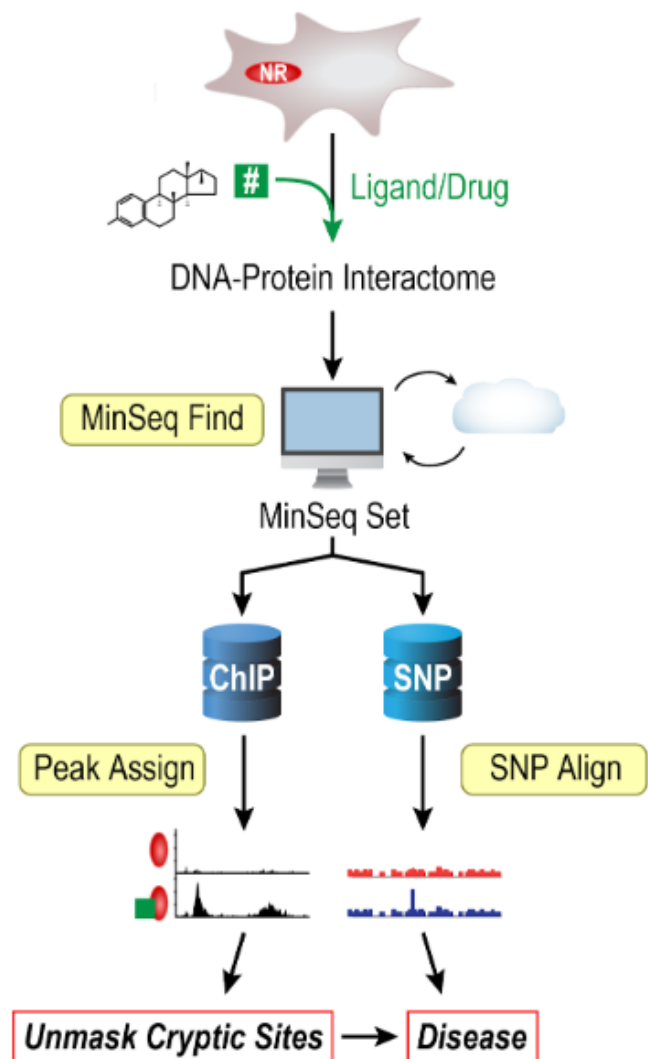 NR
#
Ligand/Drug
DNA-Protein Interactome
MinSeq Find
MinSeq Set
ChIP
SNP
Peak Assign
SNP Align
Unmask Cryptic Sites
Disease